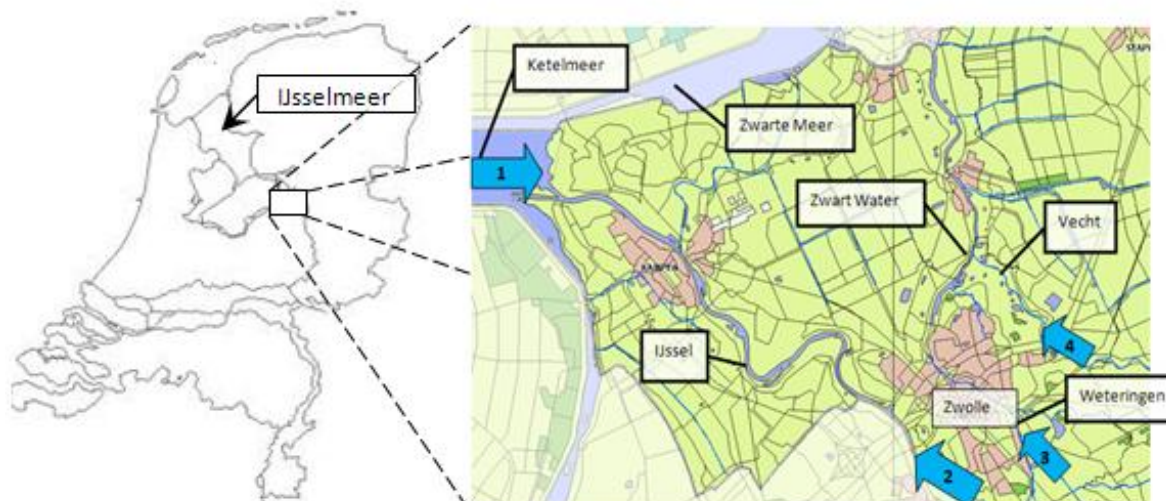 IJsselmeer
Ketelmeer
Zwarte Meer
Zwart Water
Vecht
IJssel
Zwolle
Weteringen
1
4
3
2